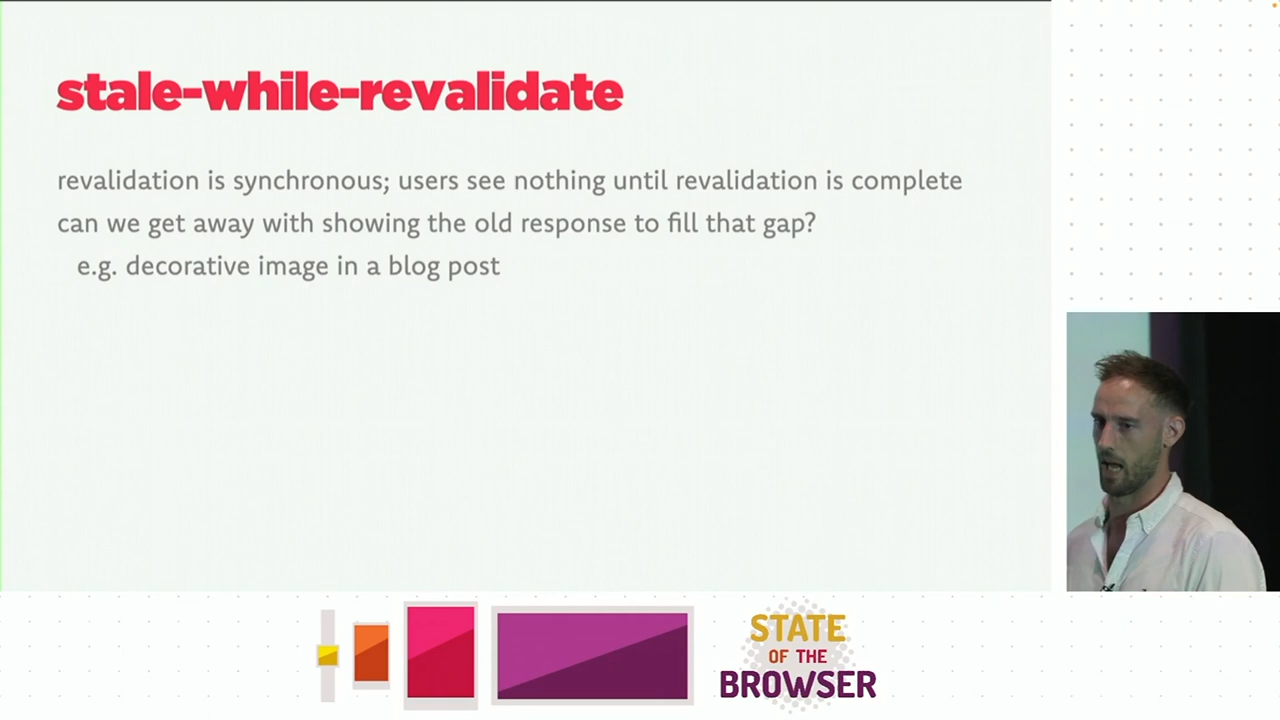 stale-while-revalidate
revalidation is synchronous; users see nothing until revalidation is complete
can we get away with showing the old response to fill that gap?
e.g. decorative image in a blog post
STATE
OF THE
BROWSER